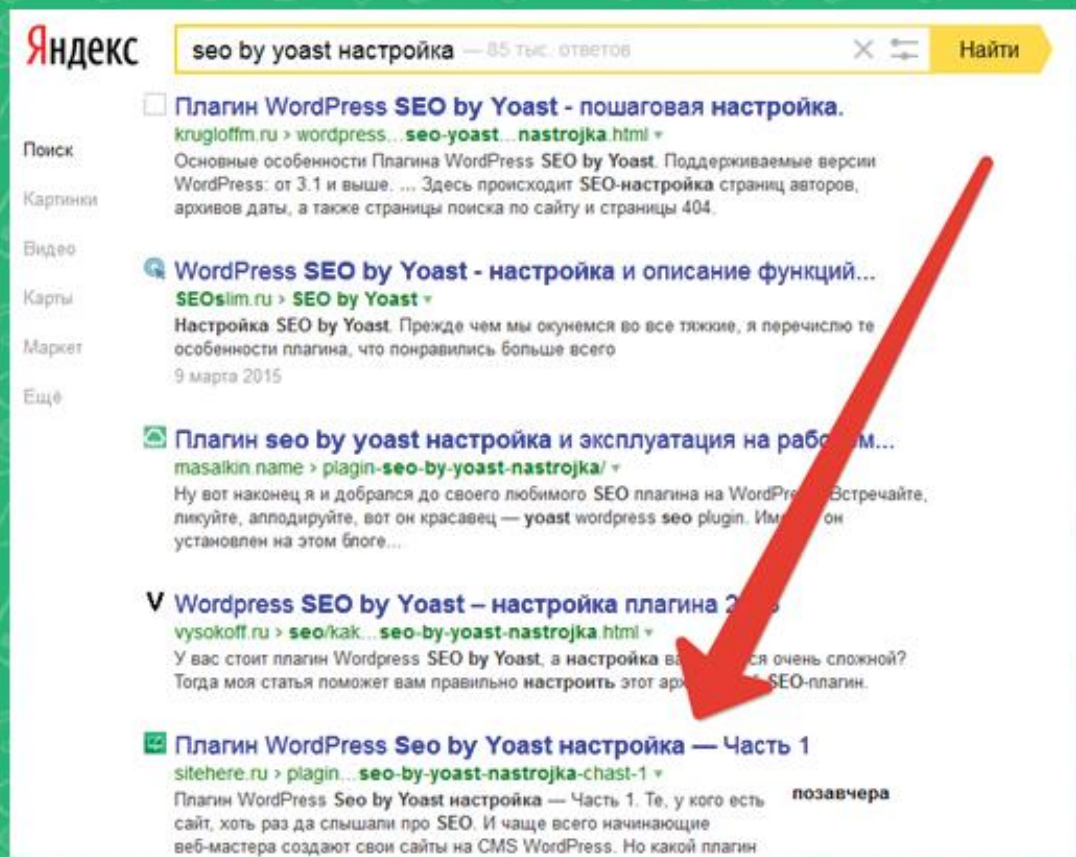 Яндекс
seo by yoast настройка — 85 тыс. ответов
Найти
Поиск
Картинки
Видео
Карты
Маркет
Ещё
Плагин WordPress SEO by Yoast - пошаговая настройка.
krugloffm.ru › wordpress...seo-yoast...nastrojka.html
Основные особенности Плагина WordPress SEO by Yoast. Поддерживаемые версии
WordPress: от 3.1 и выше. ... Здесь происходит SEO-настройка страниц авторов,
архивов даты, а также страницы поиска по сайту и страницы 404.
WordPress SEO by Yoast - настройка и описание функций...
SEOslim.ru › SEO by Yoast
Настройка SEO by Yoast. Прежде чем мы окунемся во все тяжкие, я перечислю те
особенности плагина, что понравились больше всего
9 марта 2015
Плагин seo by yoast настройка и эксплуатация на
masalkin.name › plagin-seo-by-yoast-nastrojka/
Ну вот наконец я и добрался до своего любимого SEO плагина на Встречайте,
ликуйте, апподируйте, вот он красавец — yoast wordpress seo plugin. он
установлен на этом блоге...
V Wordpress SEO by Yoast – настройка плагина
vysokoff.ru › seo/kak...seo-by-yoast-nastrojka.html
У вас стоит плагин Wordpress SEO by Yoast, а настройка очень сложной?
Тогда моя статья поможет вам правильно настроить этот SEO-плагин.
Плагин WordPress Seo by Yoast настройка — Часть 1
sitehere.ru › plagin...seo-by-yoast-nastrojka-chast-1
позавчера
Плагин WordPress Seo by Yoast настройка — Часть 1. Те, у кого есть
сайт, хоть раз да слышали про SEO. И чаще всего начинающие
веб-мастера создают свои сайты на CMS WordPress. Но какой плагин